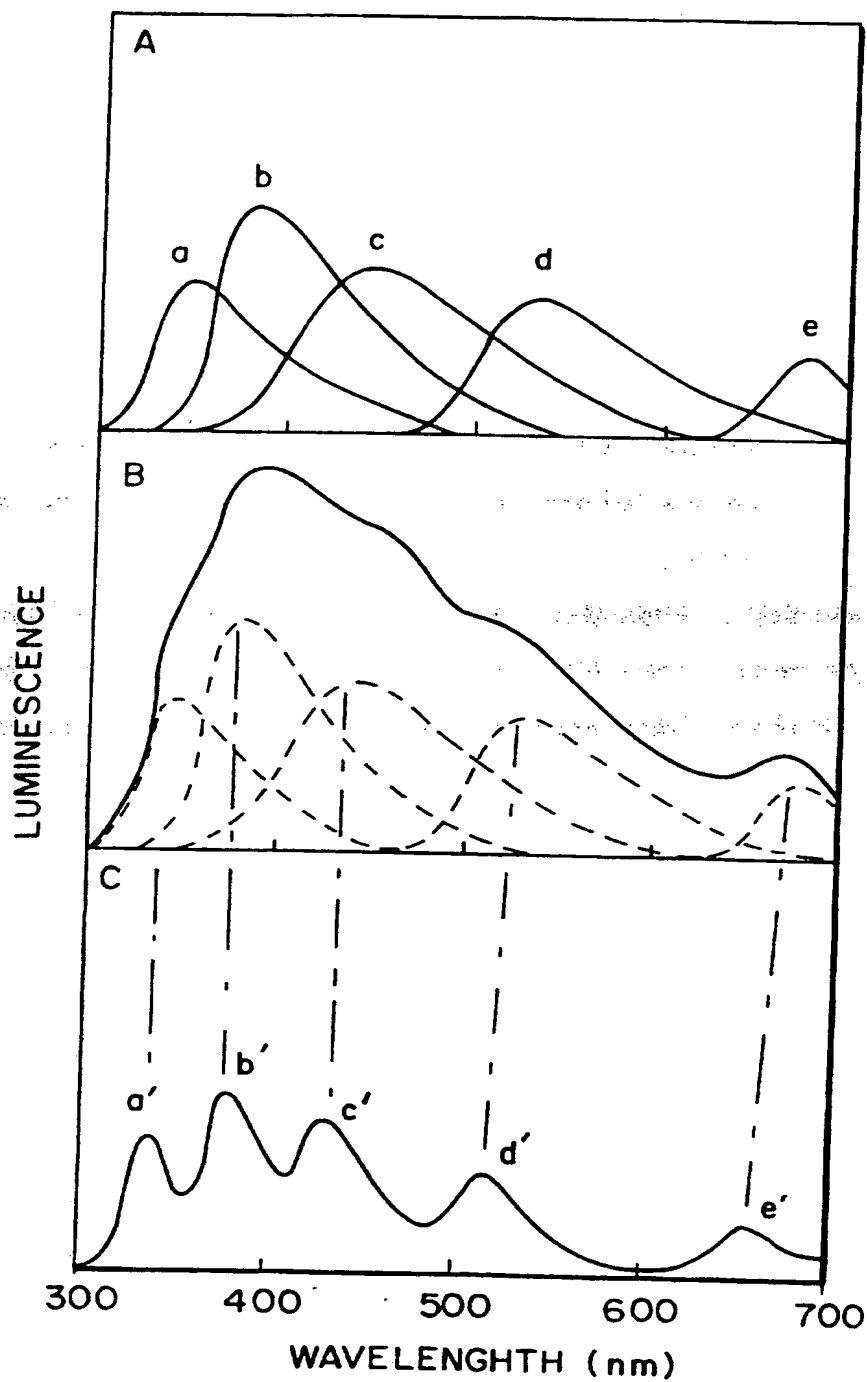 A
b
a
c
d
e
B
LUMINESCENCE
C
a′
b′
c′
d′
e′
300 400 500 600 700
WAVELENGHTH (nm)